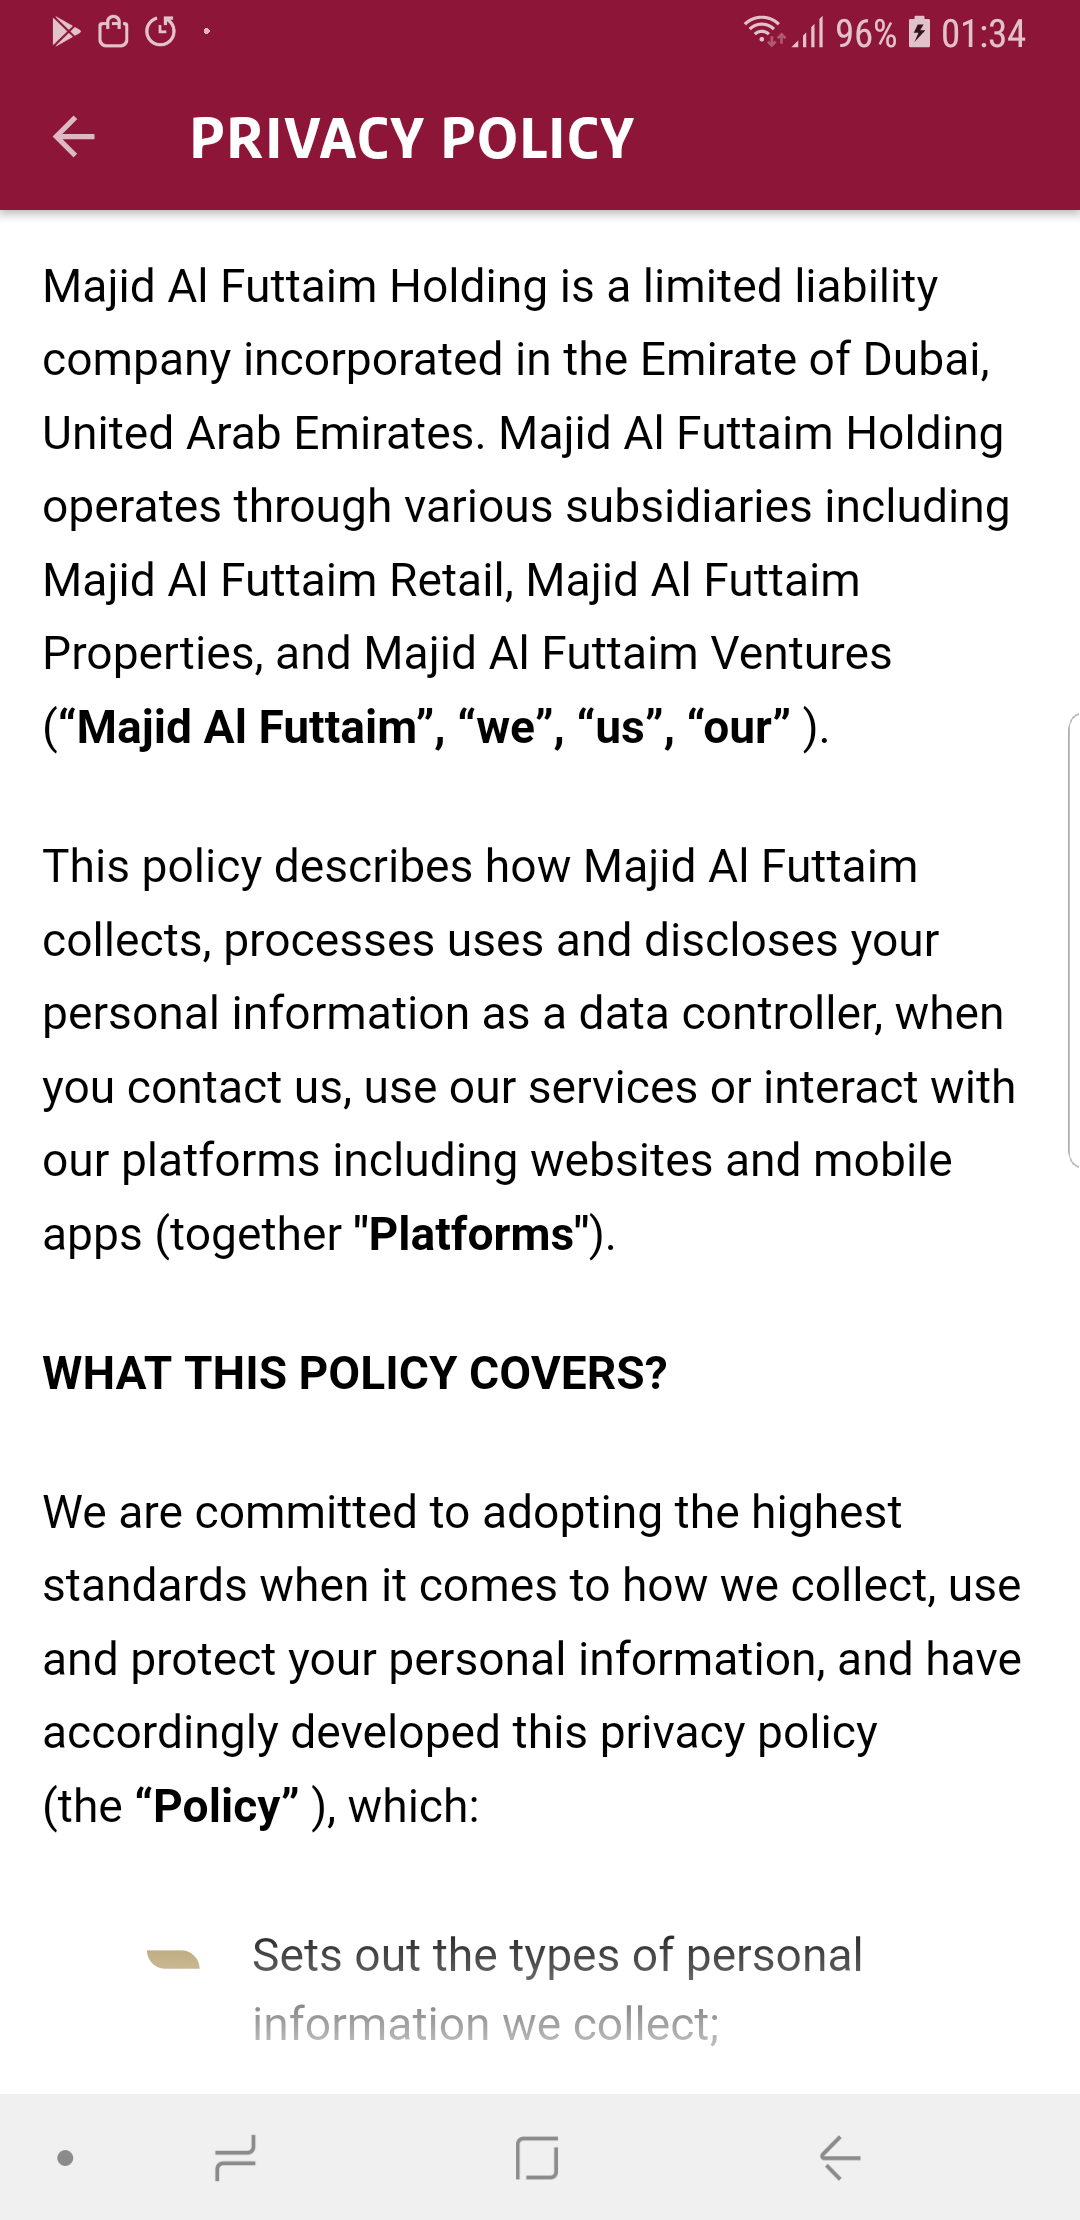 96% 01:34
PRIVACY POLICY
Majid Al Futtaim Holding is a limited liability
company incorporated in the Emirate of Dubai,
United Arab Emirates. Majid Al Futtaim Holding
operates through various subsidiaries including
Majid Al Futtaim Retail, Majid Al Futtaim
Properties, and Majid Al Futtaim Ventures
(“Majid Al Futtaim”, “we”, “us”, “our” ).
This policy describes how Majid Al Futtaim
collects, processes uses and discloses your
personal information as a data controller, when
you contact us, use our services or interact with
our platforms including websites and mobile
apps (together "Platforms").
WHAT THIS POLICY COVERS?
We are committed to adopting the highest
standards when it comes to how we collect, use
and protect your personal information, and have
accordingly developed this privacy policy
(the “Policy” ), which:
Sets out the types of personal
information we collect;